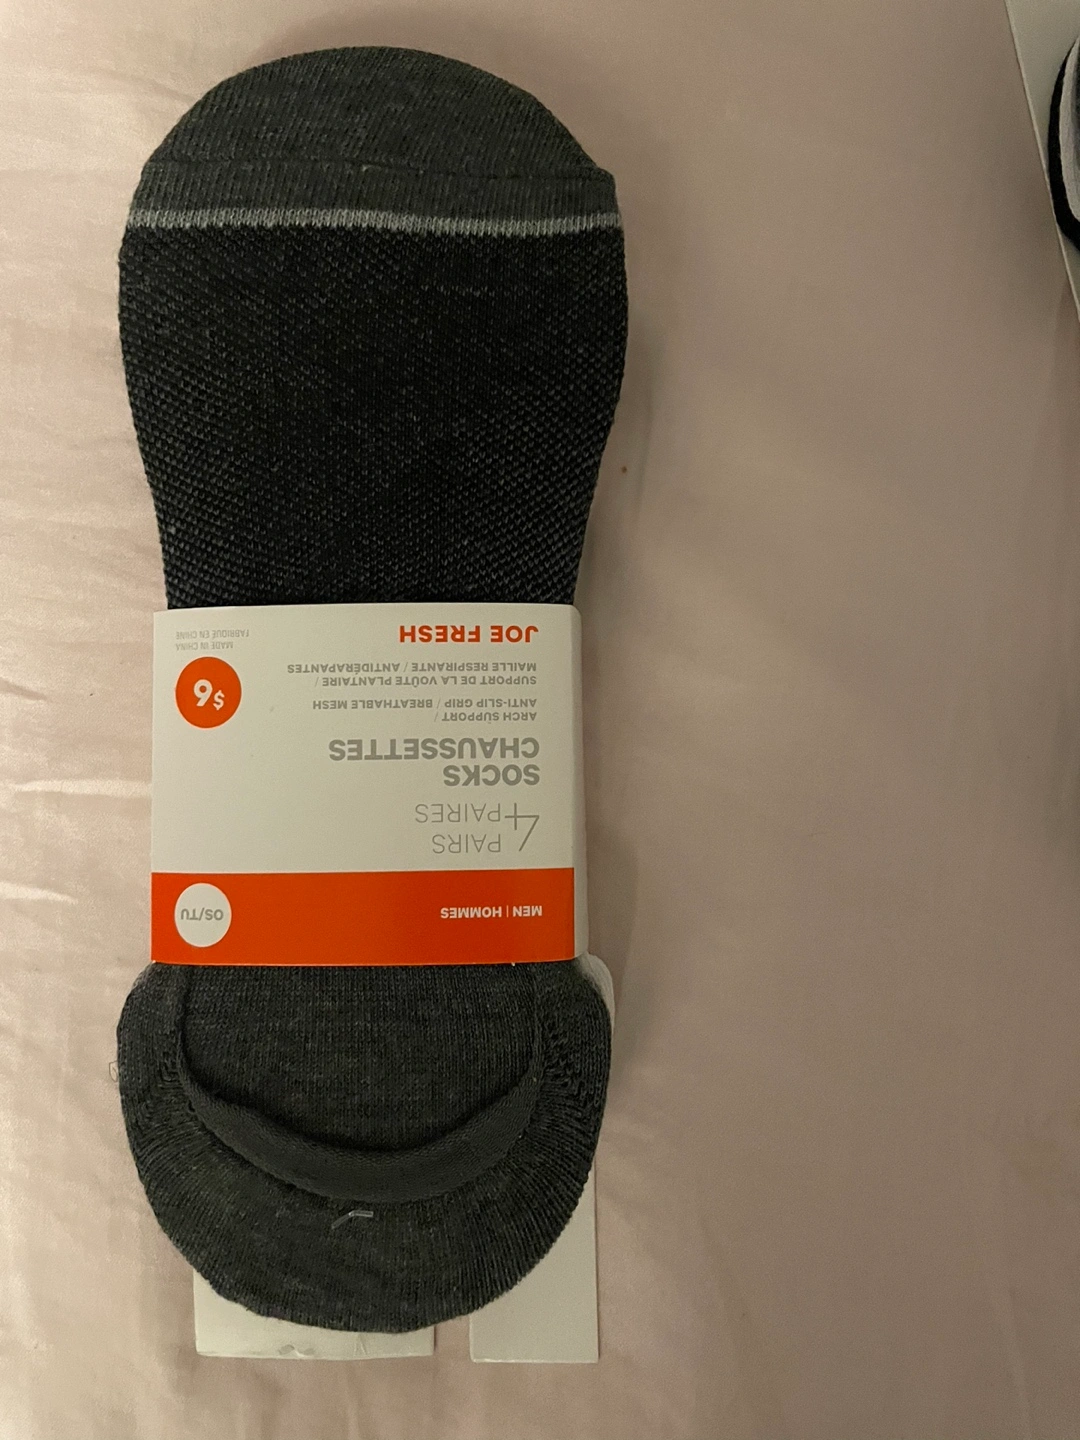 MEN | HOMMES
OS/TU
4 PAIRS
PAIRES
SOCKS
CHAUSSETTES
ARCH SUPPORT /
ANTI-SLIP GRIP / BREATHABLE MESH
SUPPORT DE LA VOÛTE PLANTAIRE /
MAILLE RESPIRANTE / ANTIDÉRAPANTES
$6
JOE FRESH
MADE IN CHINA
FABRIQUÉ EN CHINE